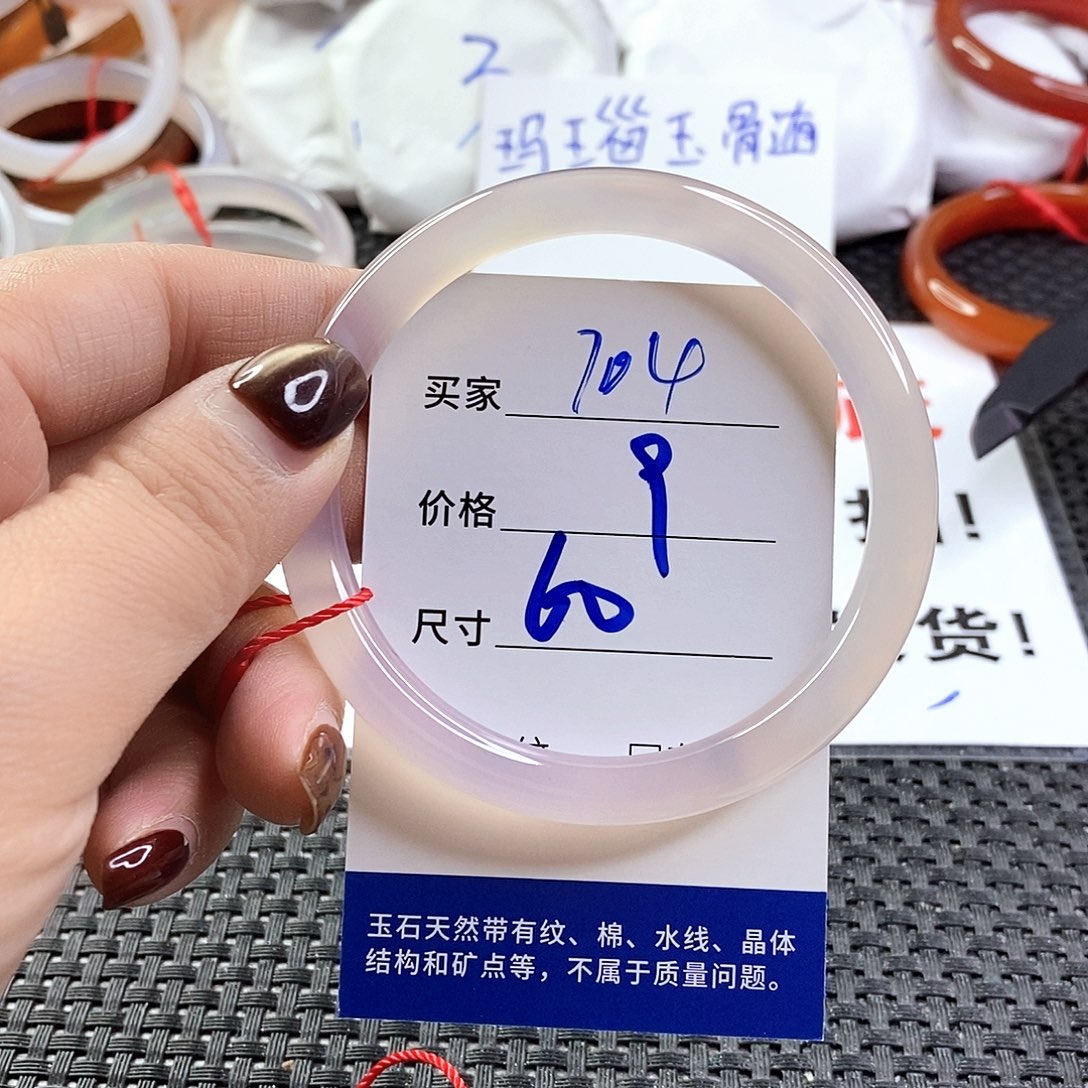 2
玛瑙玉骨髓
买家 704
价格 9
尺寸 60
货!
玉石天然带有纹、棉、水线、晶体
结构和矿点等，不属于质量问题。